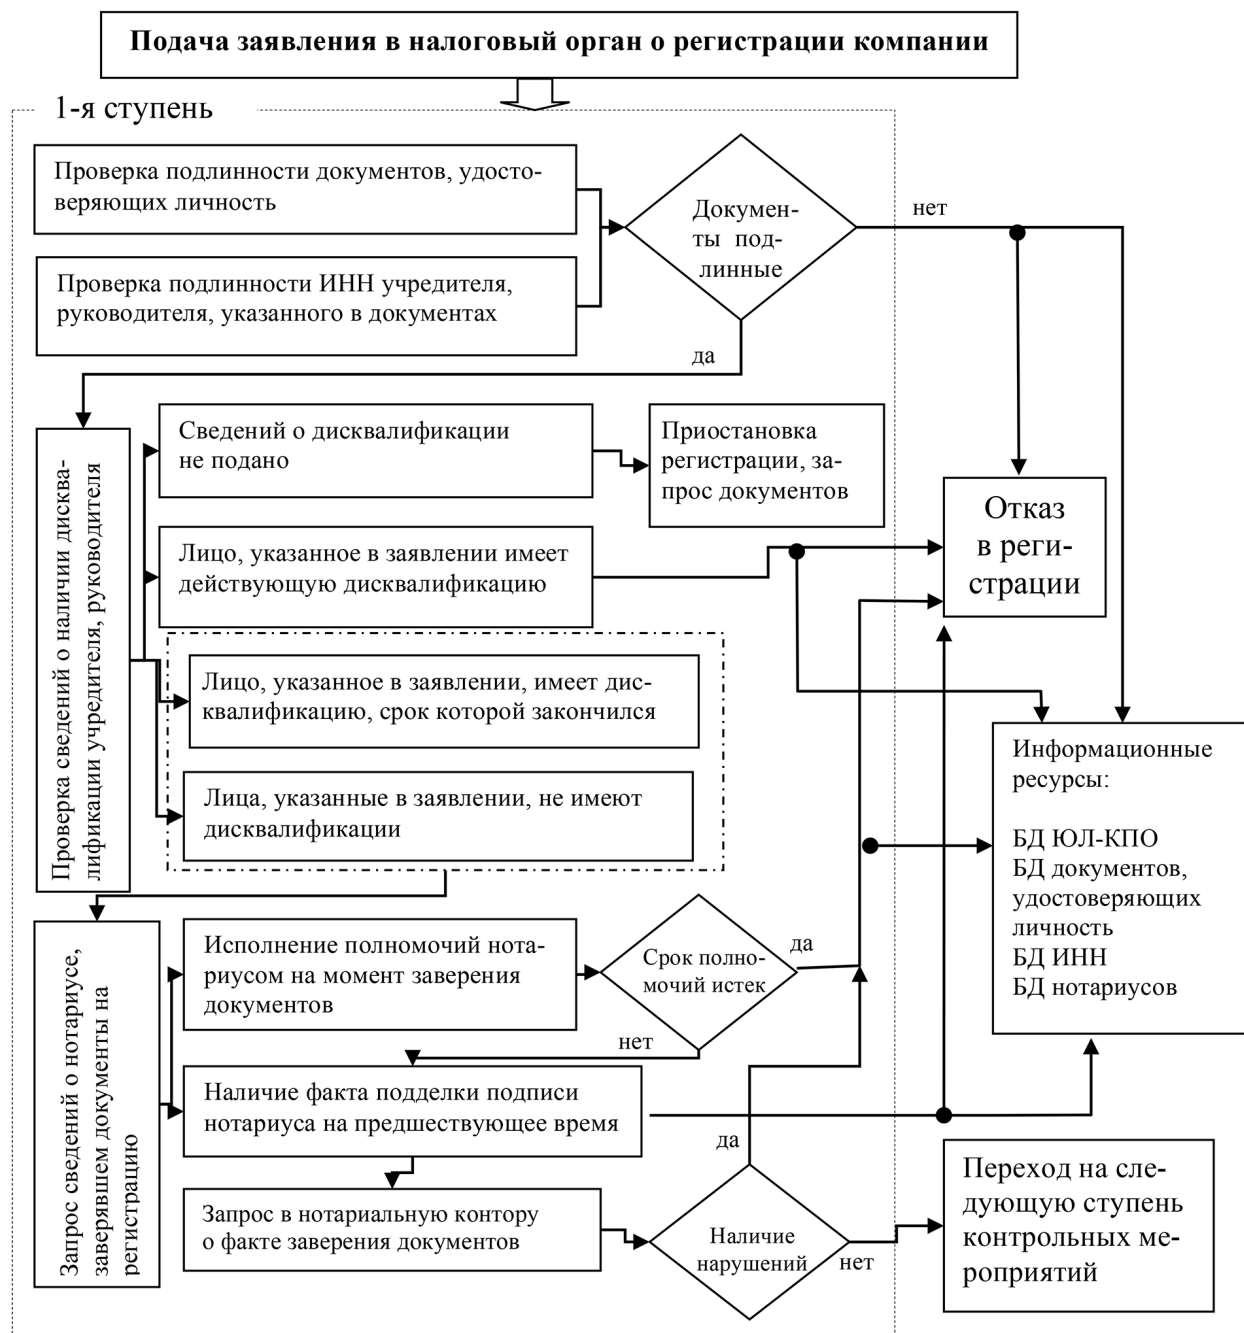 Подача заявления в налоговый орган о регистрации компании
1-я ступень
Проверка подлинности документов, удосто-
веряющих личность
Проверка подлинности ИНН учредителя,
руководителя, указанного в документах
Докумен-
ты под-
линные
нет
да
Сведений о дисквалификации
не подано
Приостановка
регистрации, за-
прос документов
Отказ
в реги-
страции
Лицо, указанное в заявлении имеет
действующую дисквалификацию
Проверка сведений о наличии дисква-
лификации учредителя, руководителя
Лицо, указанное в заявлении, имеет дис-
квалификацию, срок которой закончился
Лица, указанные в заявлении, не имеют
дисквалификации
Информационные
ресурсы:
БД ЮЛ-КПО
БД документов,
удостоверяющих
личность
БД ИНН
БД нотариусов
Запрос сведений о нотариусе,
заверявшем документы на
регистрацию
Исполнение полномочий нота-
риусом на момент заверения
документов
Срок полно-
мочий истек
да
нет
Наличие факта подделки подписи
нотариуса на предшествующее время
да
Запрос в нотариальную контору
о факте заверения документов
Наличие
нарушений
нет
Переход на сле-
дующую ступень
контрольных ме-
роприятий